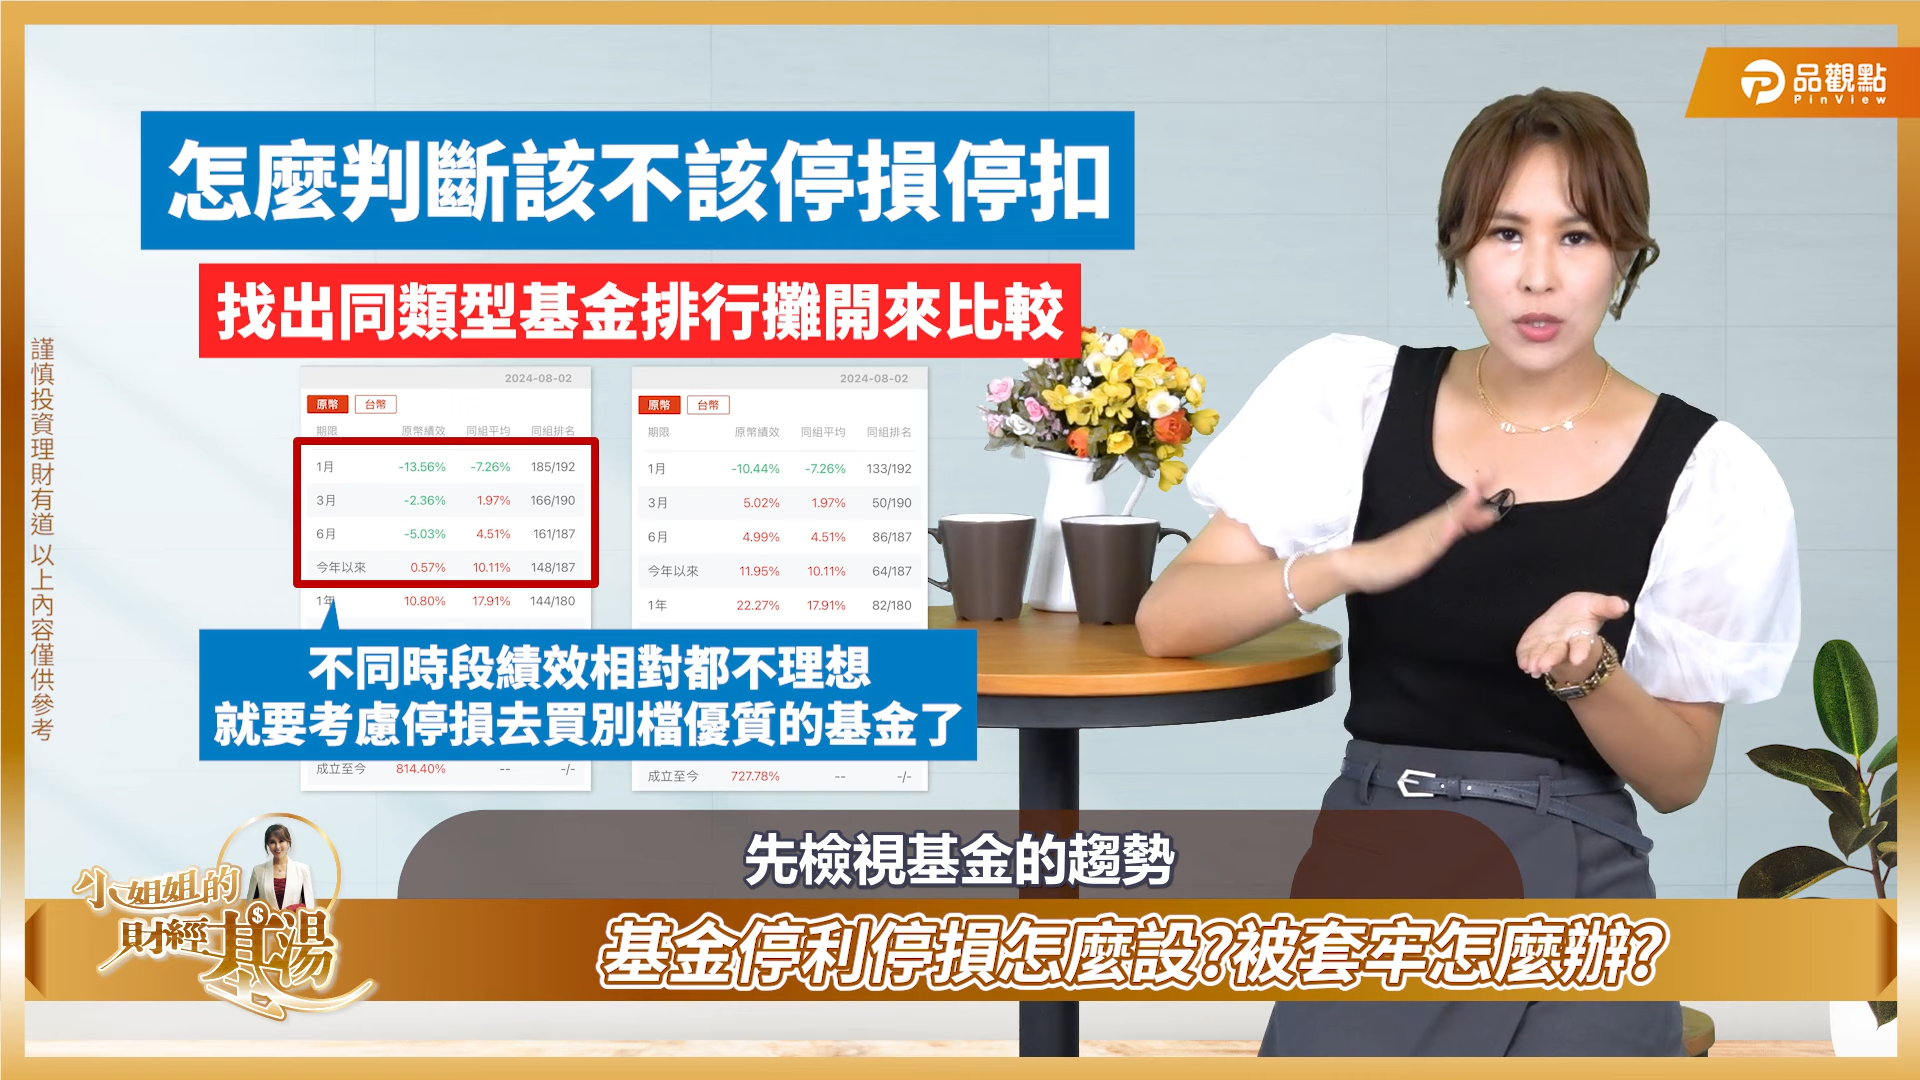 品觀點
PinView
怎麼判斷該不該停損停扣
找出同類型基金排行攤開來比較
謹慎投資理財有道 以上內容僅供參考
2024-08-02
原幣 台幣
期限 原幣績效 同組平均 同組排名
1月 -13.56% -7.26% 185/192
3月 -2.36% 1.97% 166/190
6月 -5.03% 4.51% 161/187
今年以來 0.57% 10.11% 148/187
1年 10.80% 17.91% 144/180
成立至今 814.40% -- -/-
2024-08-02
原幣 台幣
期限 原幣績效 同組平均 同組排名
1月 -10.44% -7.26% 133/192
3月 5.02% 1.97% 50/190
6月 4.99% 4.51% 86/187
今年以來 11.95% 10.11% 64/187
1年 22.27% 17.91% 82/180
成立至今 727.78% -- -/-
不同時段績效相對都不理想
就要考慮停損去買別檔優質的基金了
先檢視基金的趨勢
小姐姐的
財經基湯
基金停利停損怎麼設?被套牢怎麼辦?